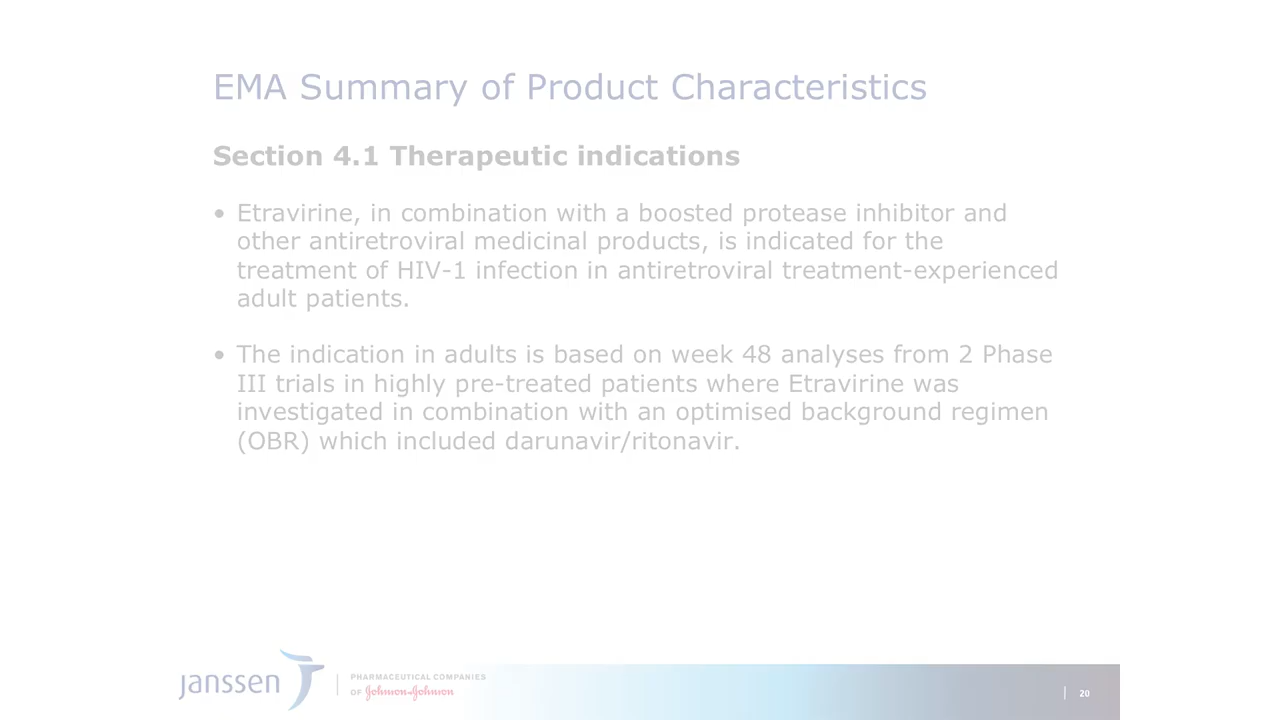 EMA Summary of Product Characteristics
Section 4.1 Therapeutic indications
• Etravirine, in combination with a boosted protease inhibitor and
other antiretroviral medicinal products, is indicated for the
treatment of HIV-1 infection in antiretroviral treatment-experienced
adult patients.
• The indication in adults is based on week 48 analyses from 2 Phase
III trials in highly pre-treated patients where Etravirine was
investigated in combination with an optimised background regimen
(OBR) which included darunavir/ritonavir.
janssen
PHARMACEUTICAL COMPANIES
OF Johnson & Johnson
20